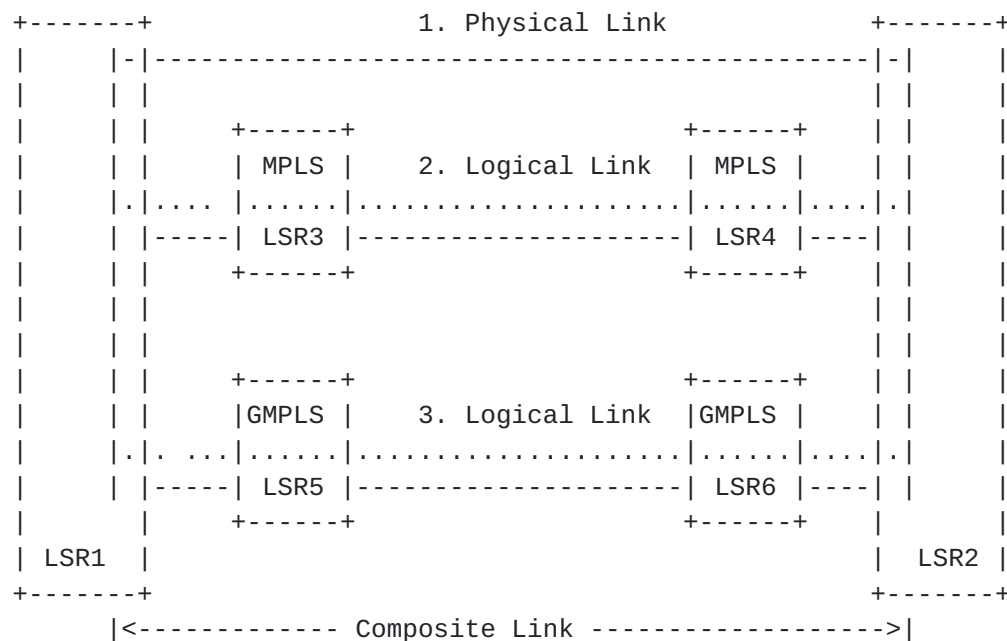 1. Physical Link
MPLS 2. Logical Link MPLS
LSR3 LSR4
GMPLS 3. Logical Link GMPLS
LSR5 LSR6
LSR1 LSR2
Composite Link